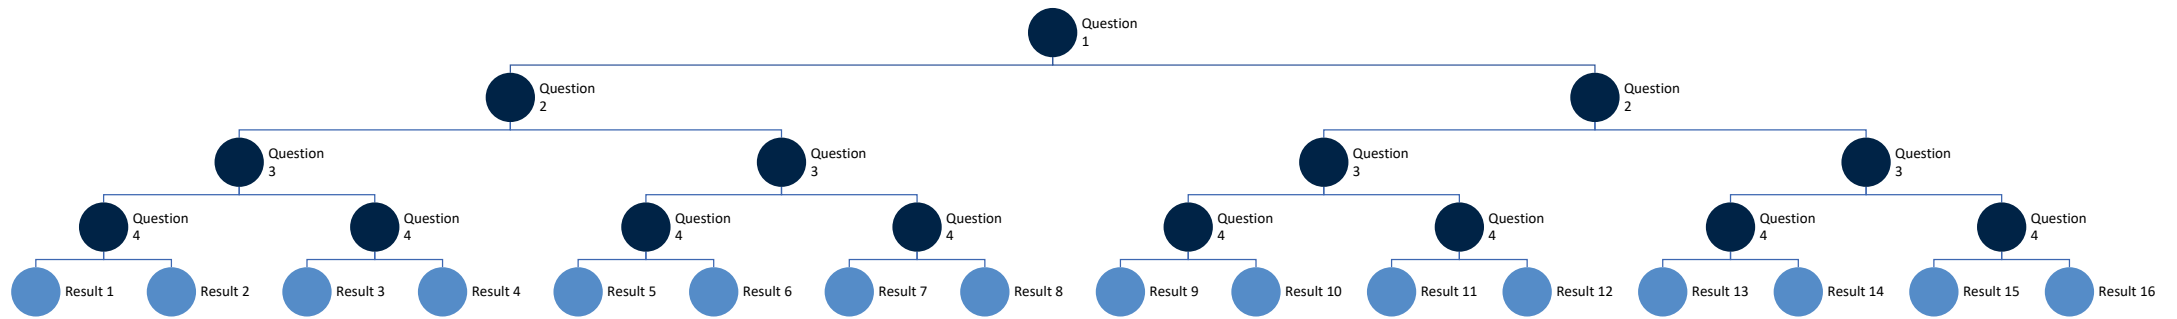 Question
1
Question
2
Question
2
Question
3
Question
3
Question
3
Question
3
Question
4
Question
4
Question
4
Question
4
Question
4
Question
4
Question
4
Question
4
Result 1
Result 2
Result 3
Result 4
Result 5
Result 6
Result 7
Result 8
Result 9
Result 10
Result 11
Result 12
Result 13
Result 14
Result 15
Result 16